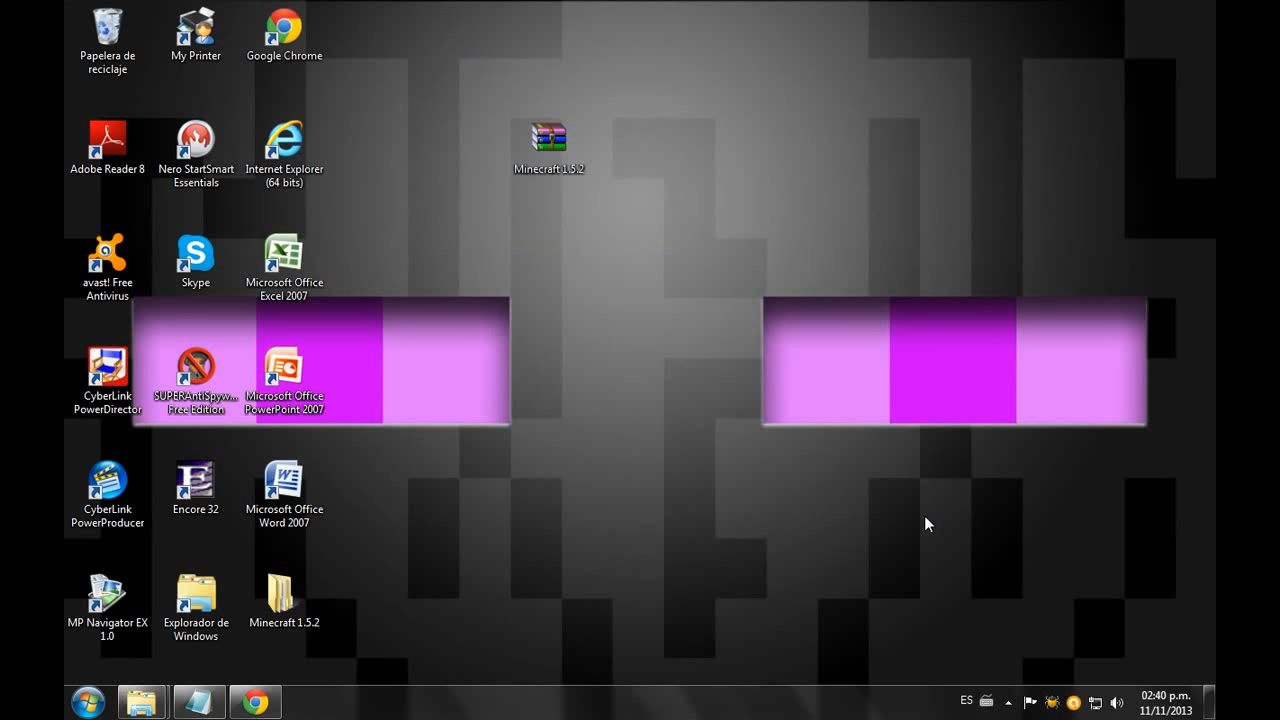 Papelera de
reciclaje
My Printer
Google Chrome
Adobe Reader 8
Nero StartSmart
Essentials
Internet Explorer
(64 bits)
Minecraft 1.5.2
avast! Free
Antivirus
Skype
Microsoft Office
Excel 2007
CyberLink
PowerDirector
SUPERAntiSpyw...
Free Edition
Microsoft Office
PowerPoint 2007
CyberLink
PowerProducer
Encore 32
Microsoft Office
Word 2007
MP Navigator EX
1.0
Explorador de
Windows
Minecraft 1.5.2
ES
02:40 p.m.
11/11/2013